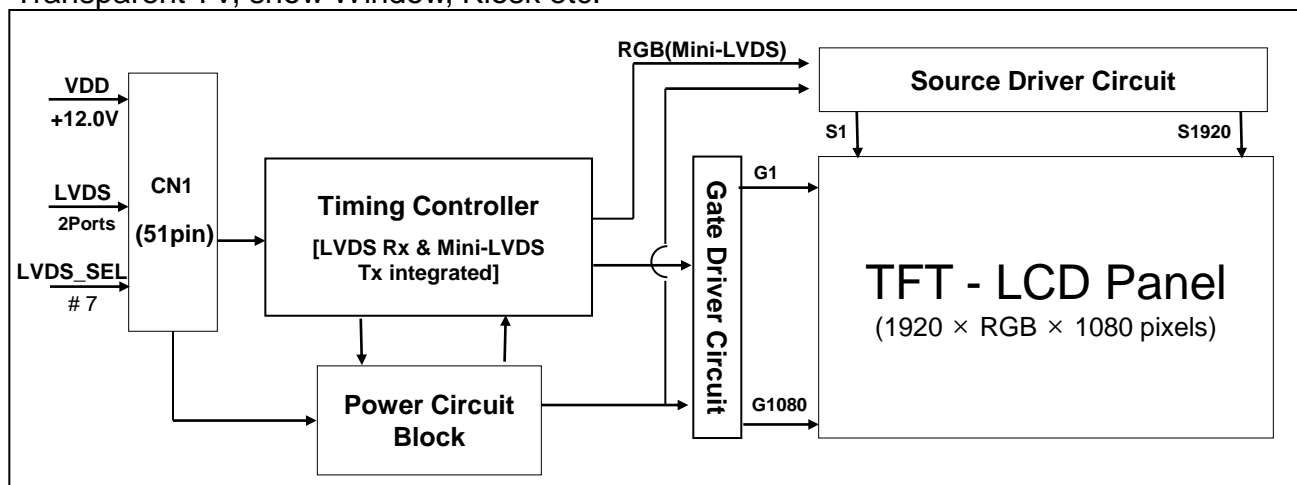 Transparent TV, show Window, Kiosk etc.
RGB(Mini-LVDS)
VDD
+12.0V
LVDS
2Ports
LVDS_SEL
# 7
CN1
(51pin)
Timing Controller
[LVDS Rx & Mini-LVDS
Tx integrated]
Power Circuit
Block
Gate Driver Circuit
Source Driver Circuit
S1
S1920
G1
G1080
TFT - LCD Panel
(1920 × RGB × 1080 pixels)